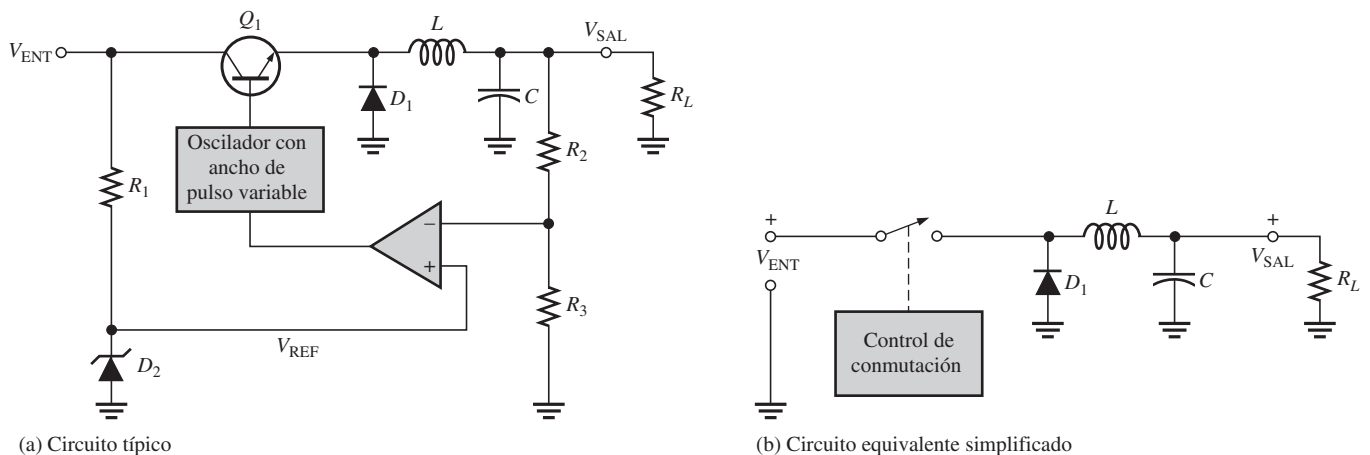 Q1
L
VSAL
VENT
D1
C
RL
Oscilador con
ancho de
pulso variable
R2
R1
−
+
R3
VREF
D2
(a) Circuito típico
L
+
+
VENT
VSAL
D1
C
RL
Control de
conmutación
(b) Circuito equivalente simplificado